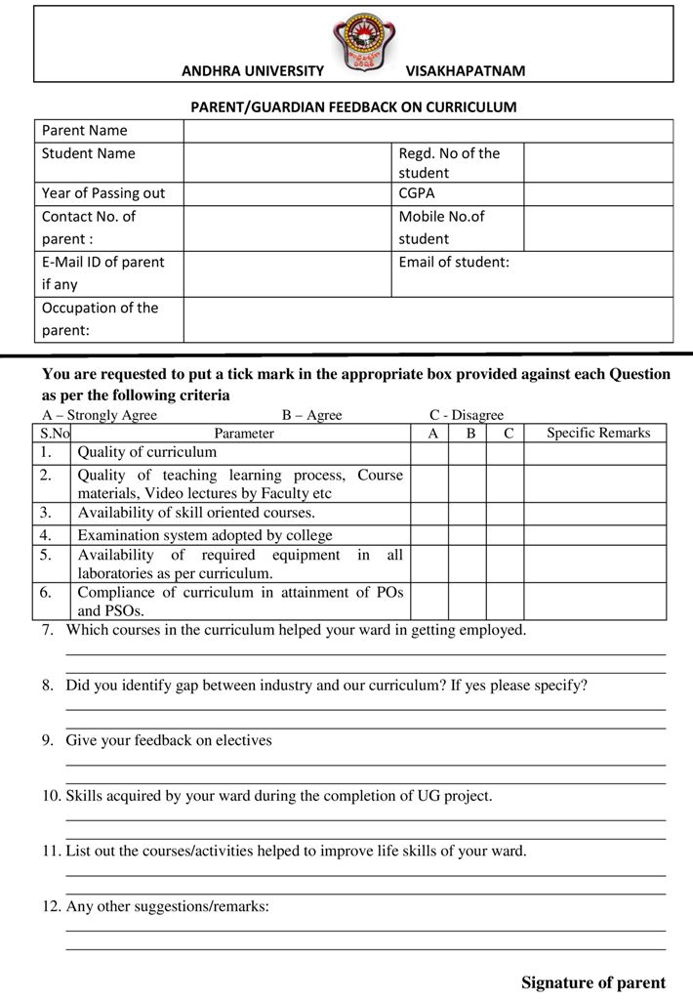 ANDHRA UNIVERSITY VISAKHAPATNAM
PARENT/GUARDIAN FEEDBACK ON CURRICULUM
Parent Name
Student Name Regd. No of the
student
Year of Passing out CGPA
Contact No. of Mobile No.of
parent : student
E-Mail ID of parent Email of student:
if any
Occupation of the
parent:
You are requested to put a tick mark in the appropriate box provided against each Question
as per the following criteria
A – Strongly Agree B – Agree C - Disagree
S.No Parameter A B C Specific Remarks
1. Quality of curriculum
2. Quality of teaching learning process, Course
materials, Video lectures by Faculty etc
3. Availability of skill oriented courses.
4. Examination system adopted by college
5. Availability of required equipment in all
laboratories as per curriculum.
6. Compliance of curriculum in attainment of POs
and PSOs.
7. Which courses in the curriculum helped your ward in getting employed.
8. Did you identify gap between industry and our curriculum? If yes please specify?
9. Give your feedback on electives
10. Skills acquired by your ward during the completion of UG project.
11. List out the courses/activities helped to improve life skills of your ward.
12. Any other suggestions/remarks:
Signature of parent